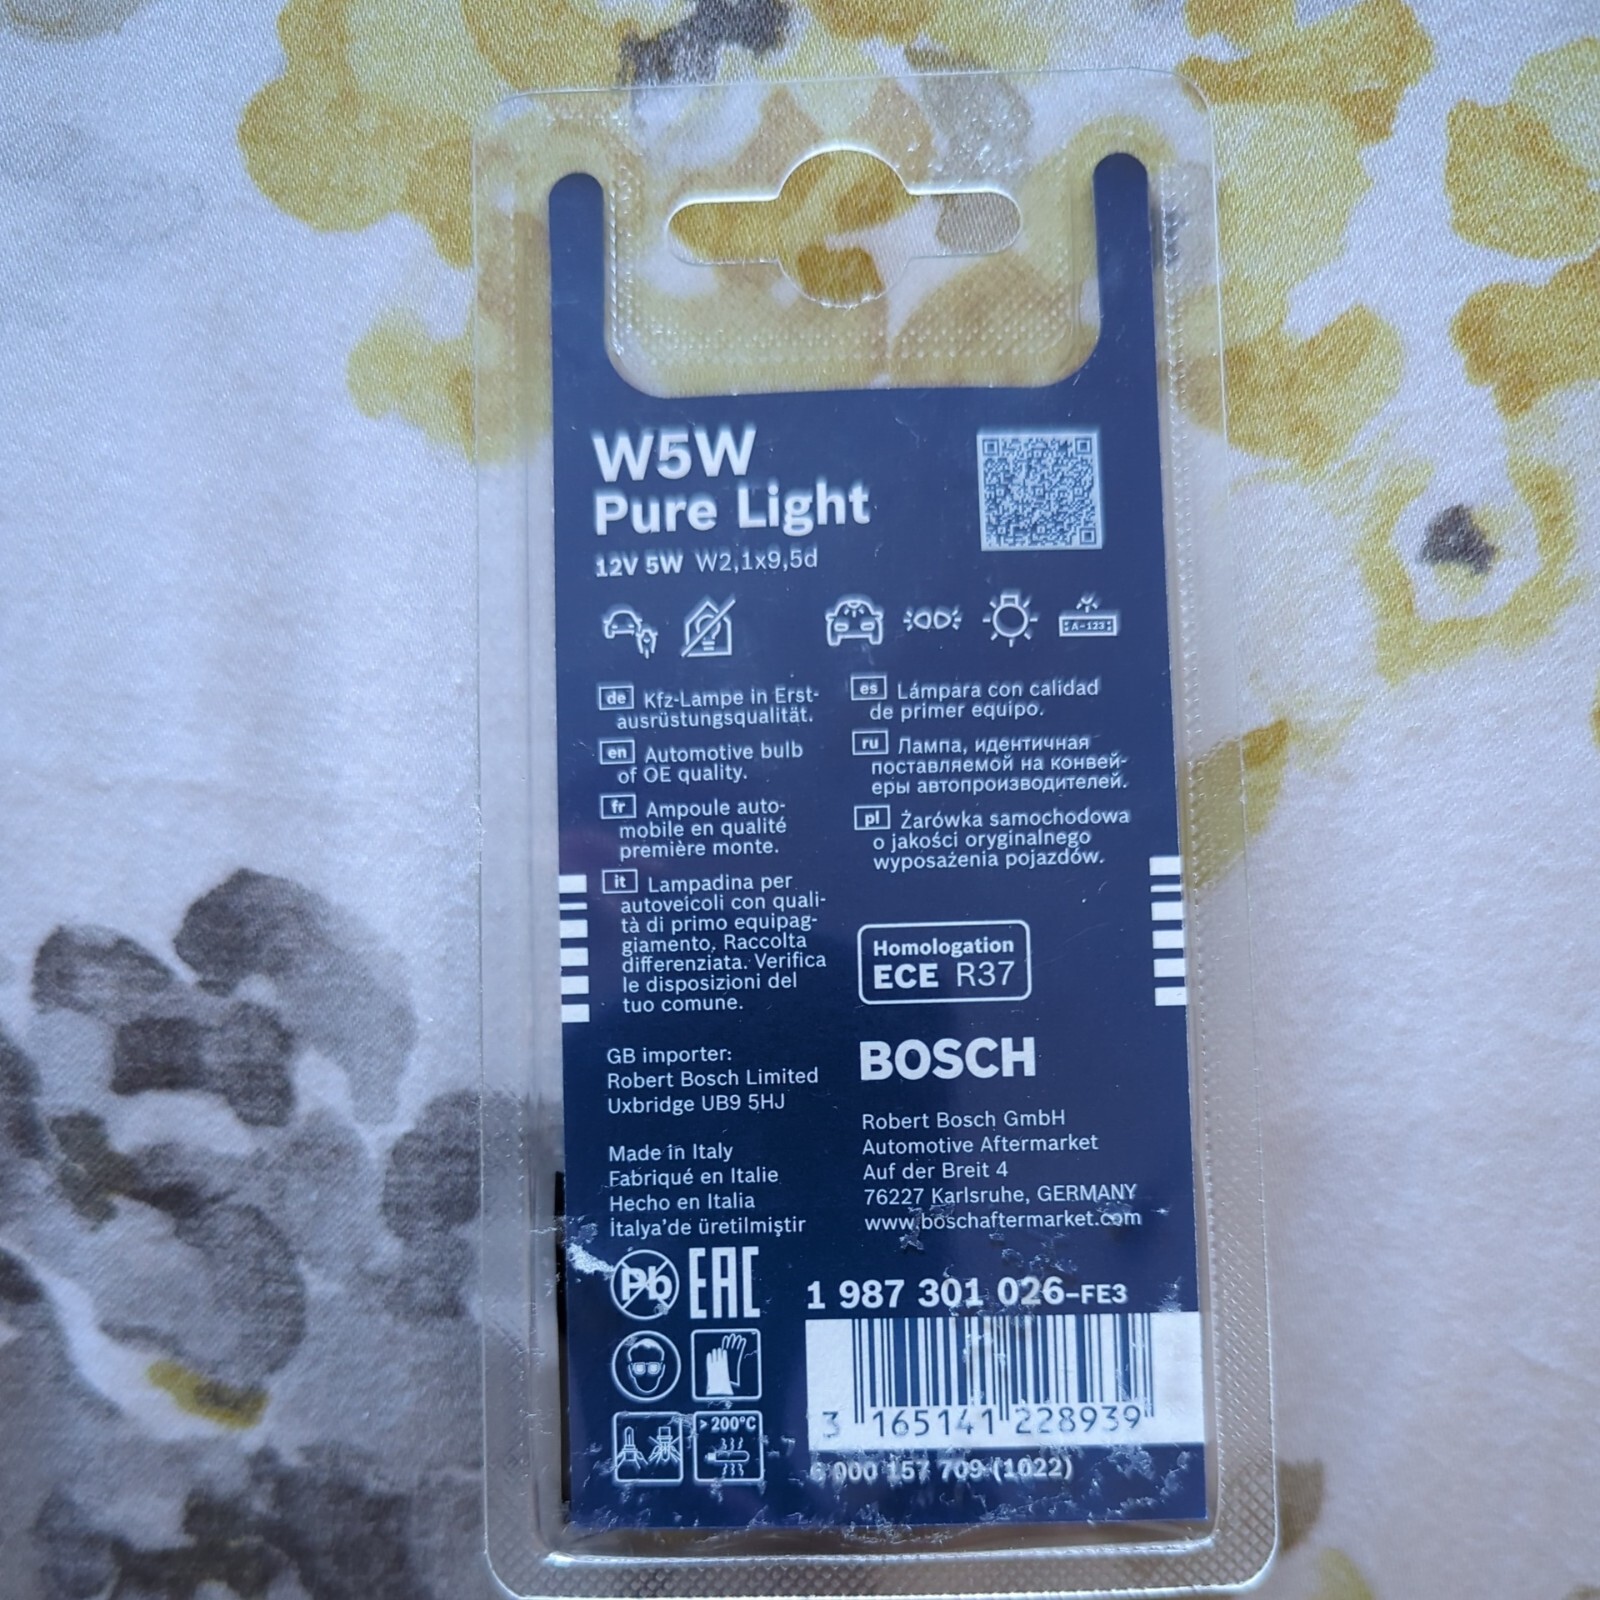 W5W
Pure Light
12V 5W W2,1x9,5d
A-123
de Kfz-Lampe in Erst-
ausrüstungsqualität.
en Automotive bulb
of OE quality.
fr Ampoule auto-
mobile en qualité
première monte.
it Lampadina per
autoveicoli con quali-
tà di primo equipag-
giamento. Raccolta
differenziata. Verifica
le disposizioni del
tuo comune.
es Lámpara con calidad
de primer equipo.
ru Лампа, идентичная
поставляемой на конвей-
еры автопроизводителей.
pl Żarówka samochodowa
o jakości oryginalnego
wyposażenia pojazdów.
Homologation
ECE R37
GB importer:
Robert Bosch Limited
Uxbridge UB9 5HJ
Made in Italy
Fabriqué en Italie
Hecho en Italia
İtalya'de üretilmiştir
BOSCH
Robert Bosch GmbH
Automotive Aftermarket
Auf der Breit 4
76227 Karlsruhe, GERMANY
www.boschaftermarket.com
Pb EAC
>200°C
1 987 301 026-FE3
3 165141 228939
6 000 157 709 (1022)